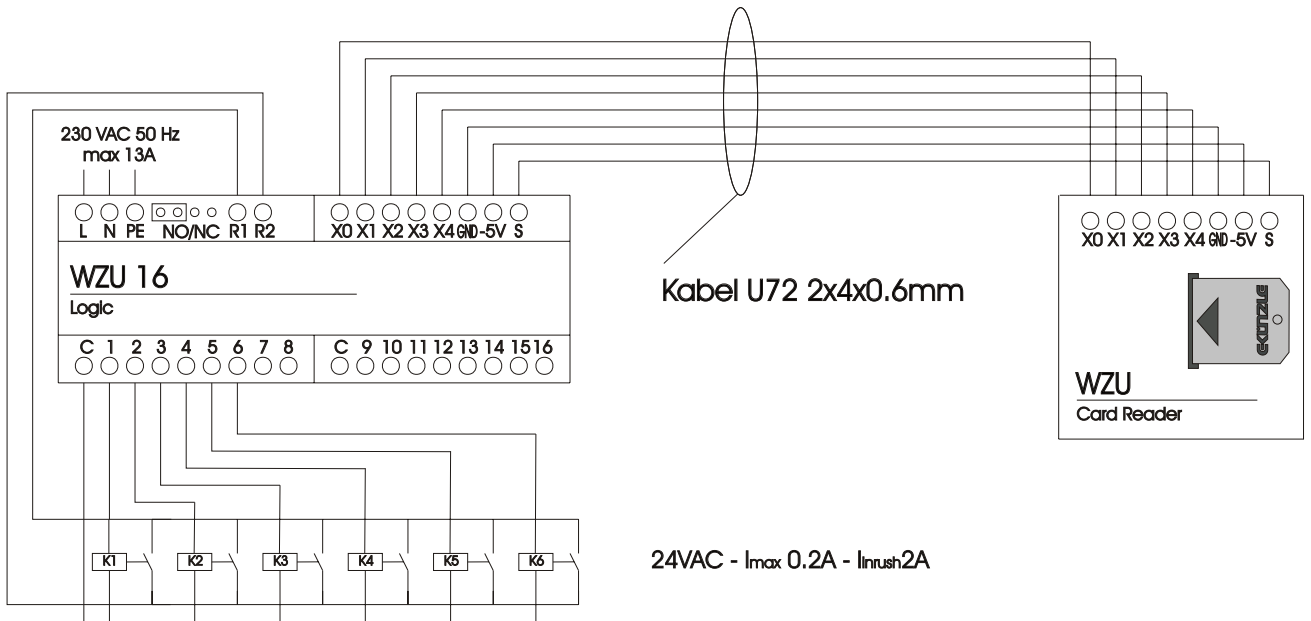 230 VAC 50 Hz
max 13A
L N PE NO/NC R1 R2 X0 X1 X2 X3 X4 GND -5V S
WZU 16
Logic
C 1 2 3 4 5 6 7 8 C 9 10 11 12 13 14 15 16
Kabel U72 2x4x0.6mm
X0 X1 X2 X3 X4 GND -5V S
KIENZLE
WZU
Card Reader
K1 K2 K3 K4 K5 K6
24VAC - Imax 0.2A - Iinrush2A